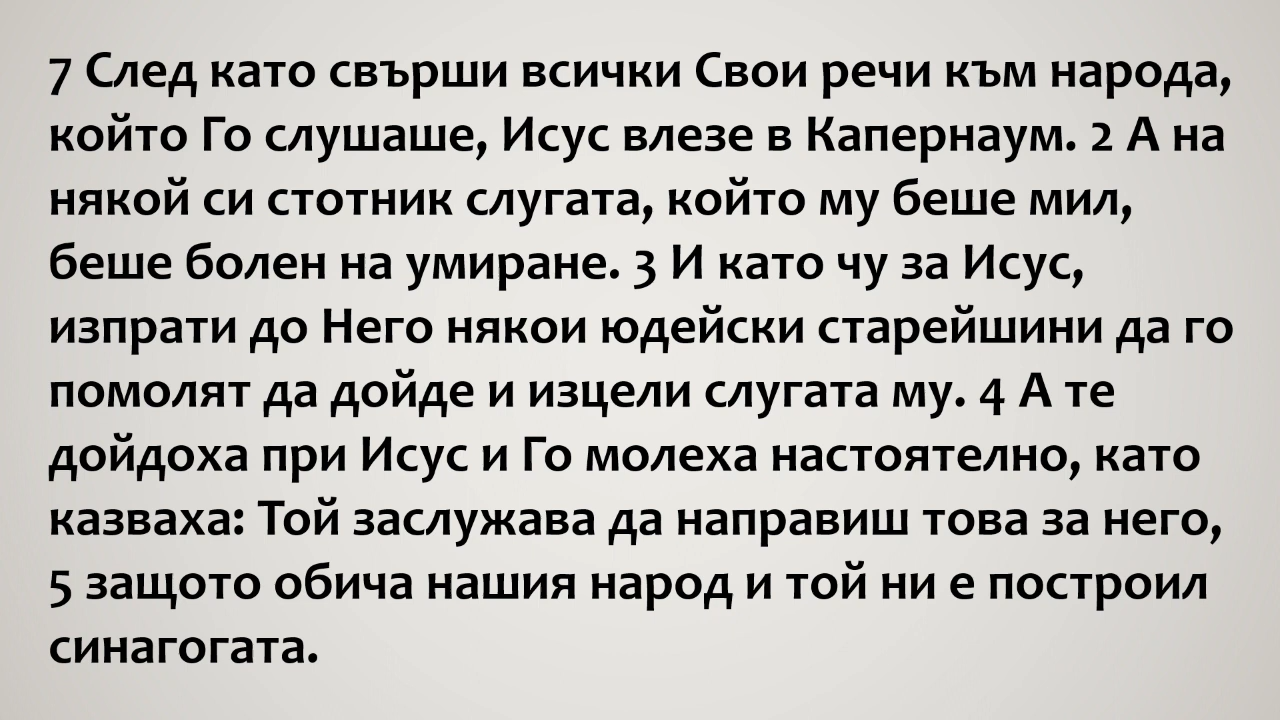 7 След като свърши всички Свои речи към народа,
който Го слушаше, Исус влезе в Капернаум. 2 А на
някой си стотник слугата, който му беше мил,
беше болен на умиране. 3 И като чу за Исус,
изпрати до Него някои юдейски старейшини да го
помолят да дойде и изцели слугата му. 4 А те
дойдоха при Исус и Го молеха настоятелно, като
казваха: Той заслужава да направиш това за него,
5 защото обича нашия народ и той ни е построил
синагогата.